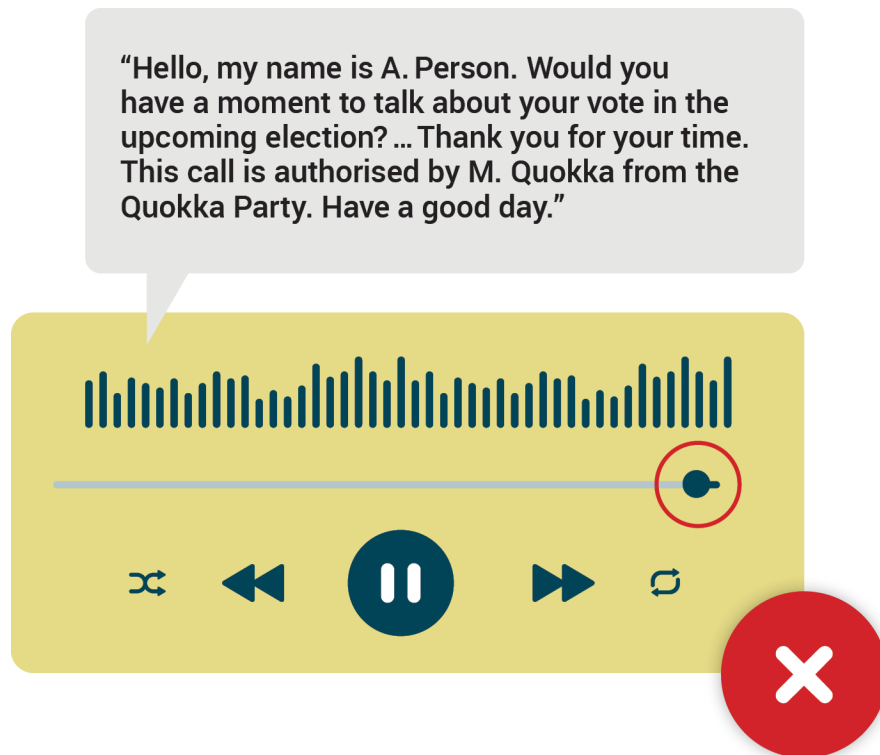 “Hello, my name is A. Person. Would you
have a moment to talk about your vote in the
upcoming election? ... Thank you for your time.
This call is authorised by M. Quokka from the
Quokka Party. Have a good day.”